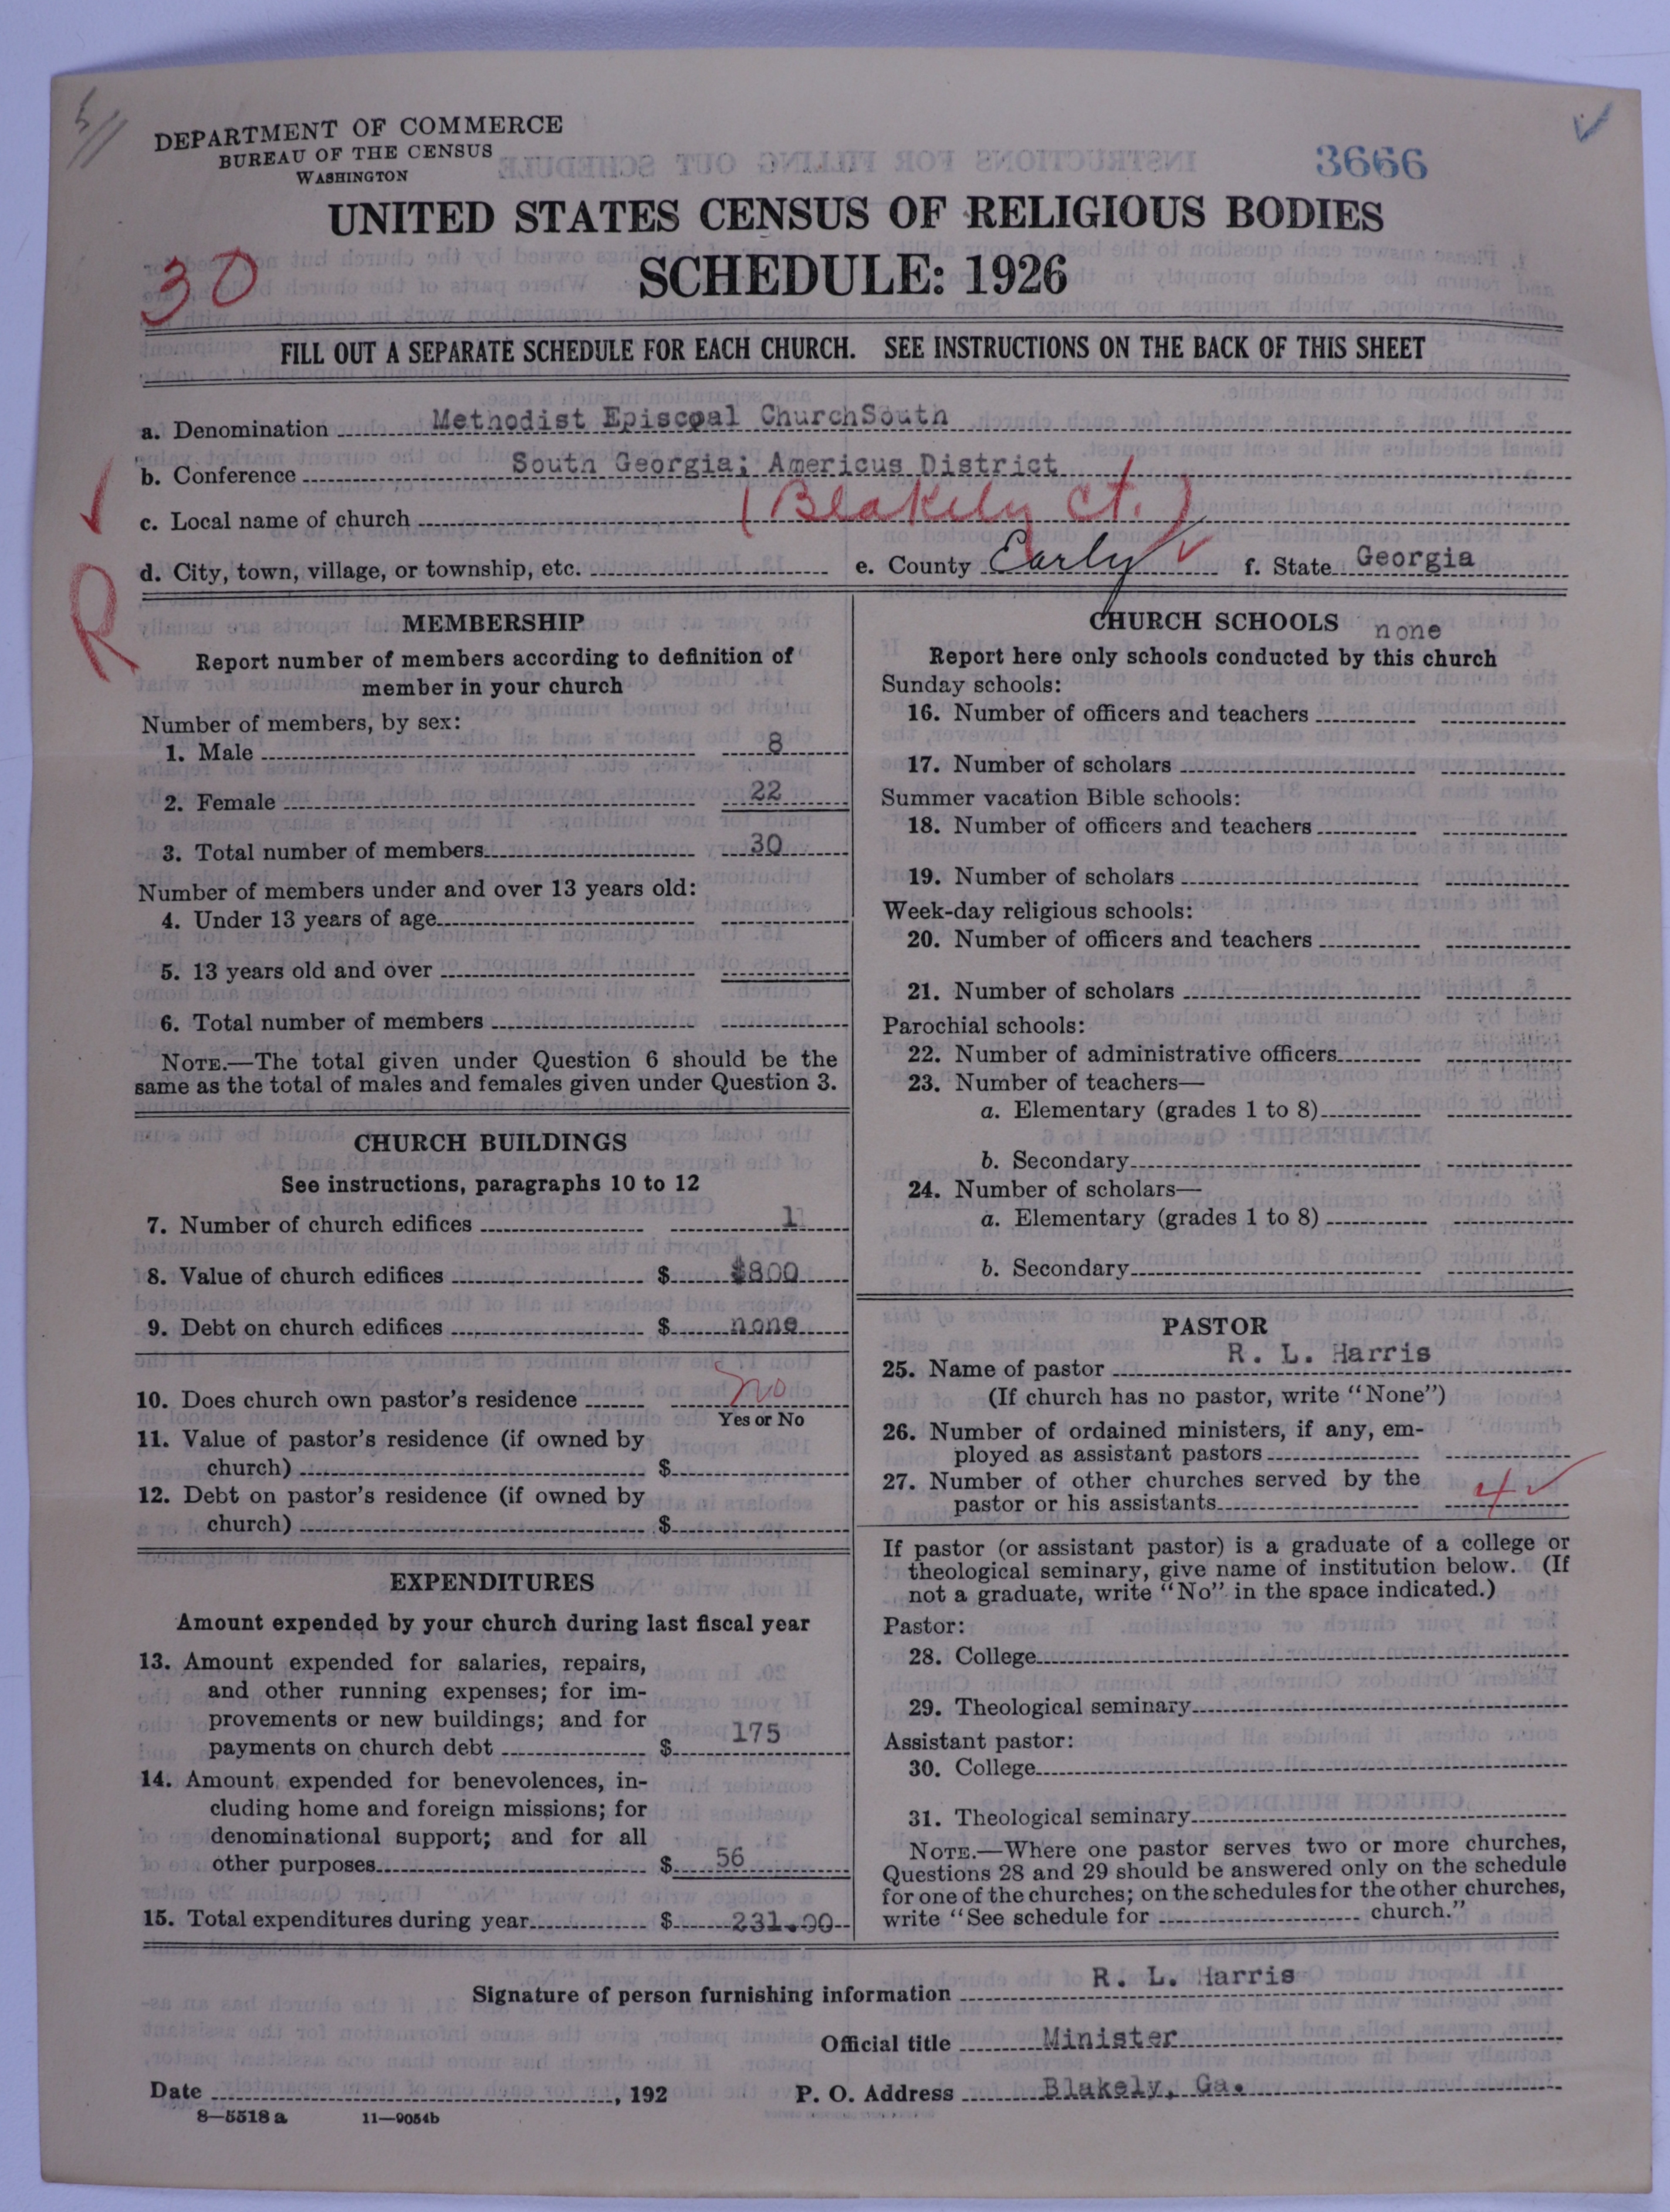 DEPARTMENT OF COMMERCE
BUREAU OF THE CENSUS
WASHINGTON
3666
UNITED STATES CENSUS OF RELIGIOUS BODIES
SCHEDULE: 1926
30
FILL OUT A SEPARATE SCHEDULE FOR EACH CHURCH. SEE INSTRUCTIONS ON THE BACK OF THIS SHEET
a. Denomination Methodist Episcopal ChurchSouth
b. Conference South Georgia; Americus District
c. Local name of church (Blakely Ct.)
d. City, town, village, or township, etc. e. County Early f. State Georgia
R
MEMBERSHIP
Report number of members according to definition of
member in your church
Number of members, by sex:
1. Male 8
2. Female 22
3. Total number of members 30
Number of members under and over 13 years old:
4. Under 13 years of age
5. 13 years old and over
6. Total number of members
NOTE.—The total given under Question 6 should be the
same as the total of males and females given under Question 3.
CHURCH BUILDINGS
See instructions, paragraphs 10 to 12
7. Number of church edifices 1
8. Value of church edifices $ $800
9. Debt on church edifices $ none
10. Does church own pastor's residence no
Yes or No
11. Value of pastor's residence (if owned by
church) $
12. Debt on pastor's residence (if owned by
church) $
EXPENDITURES
Amount expended by your church during last fiscal year
13. Amount expended for salaries, repairs,
and other running expenses; for im-
provements or new buildings; and for
payments on church debt $ 175
14. Amount expended for benevolences, in-
cluding home and foreign missions; for
denominational support; and for all
other purposes $ 56
15. Total expenditures during year $ 231.00
CHURCH SCHOOLS none
Report here only schools conducted by this church
Sunday schools:
16. Number of officers and teachers
17. Number of scholars
Summer vacation Bible schools:
18. Number of officers and teachers
19. Number of scholars
Week-day religious schools:
20. Number of officers and teachers
21. Number of scholars
Parochial schools:
22. Number of administrative officers
23. Number of teachers—
a. Elementary (grades 1 to 8)
b. Secondary
24. Number of scholars—
a. Elementary (grades 1 to 8)
b. Secondary
PASTOR
25. Name of pastor R. L. Harris
(If church has no pastor, write "None")
26. Number of ordained ministers, if any, em-
ployed as assistant pastors
27. Number of other churches served by the
pastor or his assistants 4
If pastor (or assistant pastor) is a graduate of a college or
theological seminary, give name of institution below. (If
not a graduate, write "No" in the space indicated.)
Pastor:
28. College
29. Theological seminary
Assistant pastor:
30. College
31. Theological seminary
NOTE.—Where one pastor serves two or more churches,
Questions 28 and 29 should be answered only on the schedule
for one of the churches; on the schedules for the other churches,
write "See schedule for church."
Signature of person furnishing information R. L. Harris
Official title Minister
Date , 192 P. O. Address Blakely, Ga.
8—5518 a 11—9054b